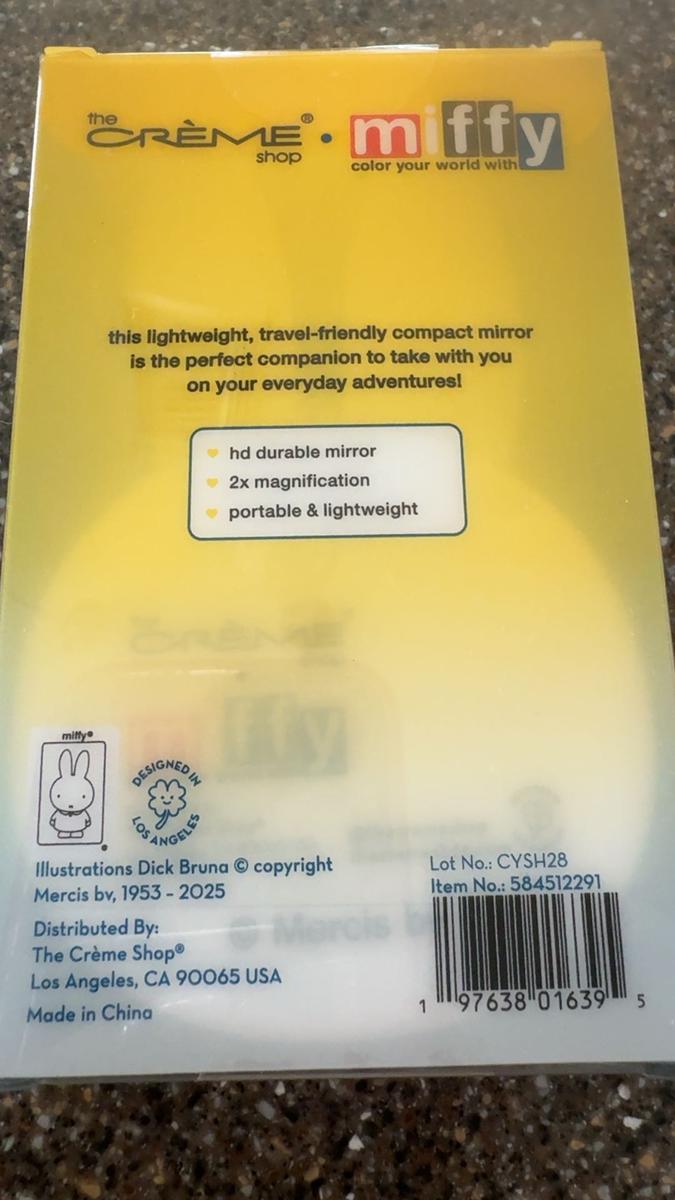 the
CRÈME® • miffy
shop
color your world with
this lightweight, travel-friendly compact mirror
is the perfect companion to take with you
on your everyday adventures!
hd durable mirror
2x magnification
portable & lightweight
CRÈME
miffy
miffy®
DESIGNED IN
LOS ANGELES
Illustrations Dick Bruna © copyright
Mercis bv, 1953 - 2025
© Mercis b
Distributed By:
The Crème Shop®
Los Angeles, CA 90065 USA
Made in China
Lot No.: CYSH28
Item No.: 584512291
1 97638 01639 5